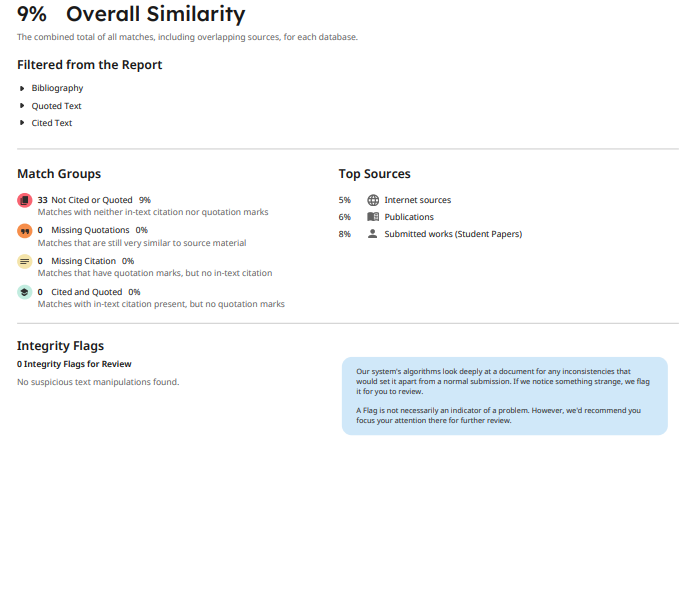 9% Overall Similarity
The combined total of all matches, including overlapping sources, for each database.
Filtered from the Report
Bibliography
Quoted Text
Cited Text
Match Groups
33 Not Cited or Quoted 9%
Matches with neither in-text citation nor quotation marks
0 Missing Quotations 0%
Matches that are still very similar to source material
0 Missing Citation 0%
Matches that have quotation marks, but no in-text citation
0 Cited and Quoted 0%
Matches with in-text citation present, but no quotation marks
Top Sources
5% Internet sources
6% Publications
8% Submitted works (Student Papers)
Integrity Flags
0 Integrity Flags for Review
No suspicious text manipulations found.
Our system's algorithms look deeply at a document for any inconsistencies that
would set it apart from a normal submission. If we notice something strange, we flag
it for you to review.
A Flag is not necessarily an indicator of a problem. However, we'd recommend you
focus your attention there for further review.